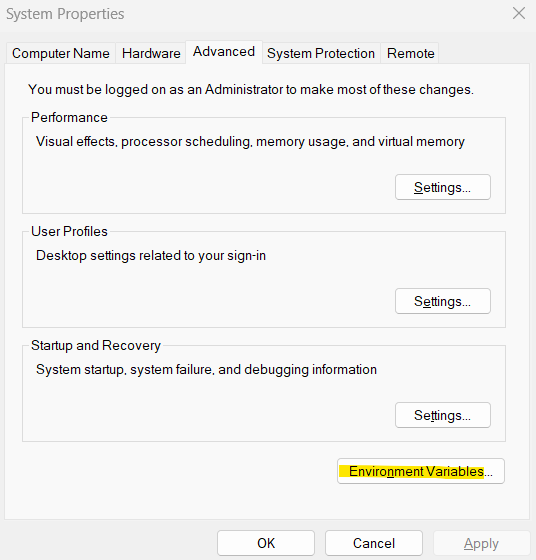 System Properties
Computer Name Hardware Advanced System Protection Remote
You must be logged on as an Administrator to make most of these changes.
Performance
Visual effects, processor scheduling, memory usage, and virtual memory
Settings...
User Profiles
Desktop settings related to your sign-in
Settings...
Startup and Recovery
System startup, system failure, and debugging information
Settings...
Environment Variables...
OK Cancel Apply